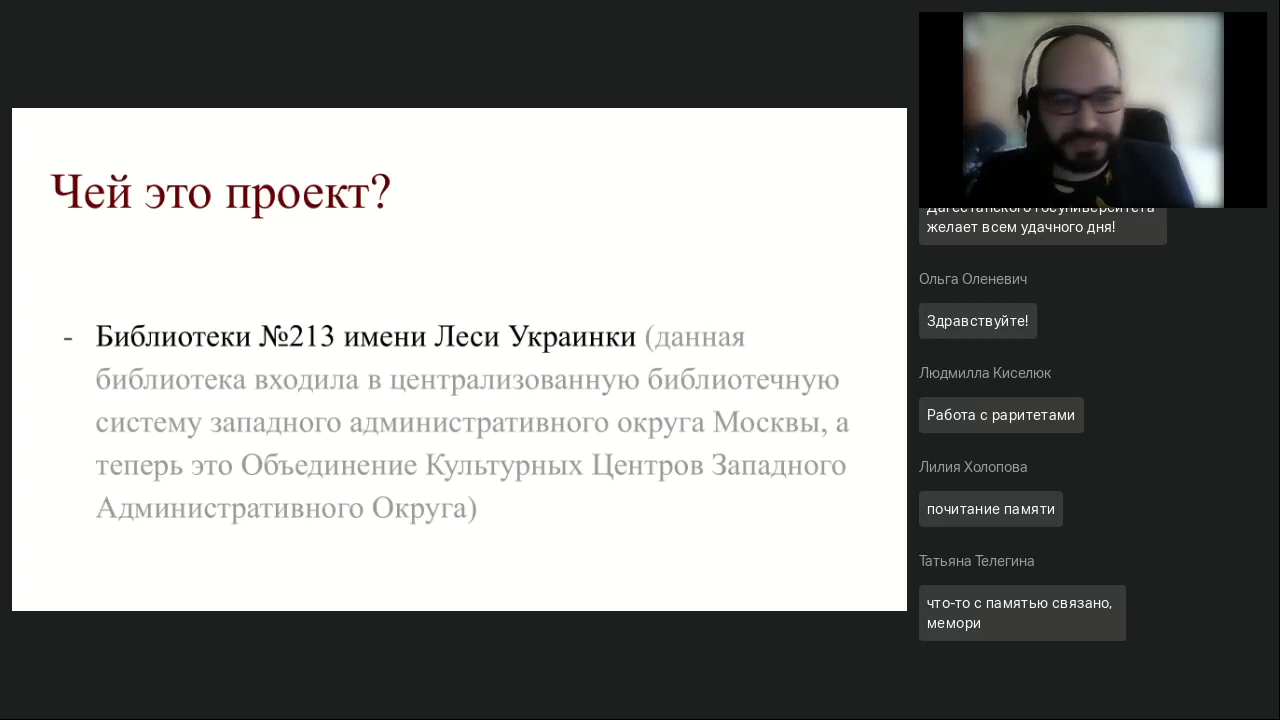 Чей это проект?
- Библиотеки №213 имени Леси Украинки (данная
библиотека входила в централизованную библиотечную
систему западного административного округа Москвы, а
теперь это Объединение Культурных Центров Западного
Административного Округа)
Дагестанского госуниверситета
желает всем удачного дня!
Ольга Оленевич
Здравствуйте!
Людмилла Киселюк
Работа с раритетами
Лилия Холопова
почитание памяти
Татьяна Телегина
что-то с памятью связано,
мемори